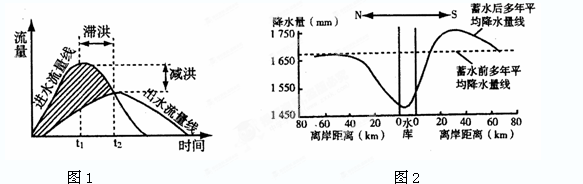 流量
滞洪
减洪
进水流量线
出水流量线
t₁
t₂
时间
图1
降水量 (mm)
N
S
蓄水后多年平均降水量线
蓄水前多年平均降水量线
1 750
1 650
1 550
1 450
80 60 40 20 0 水库 0 20 40 60 80
离岸距离 (km)
离岸距离 (km)
图2